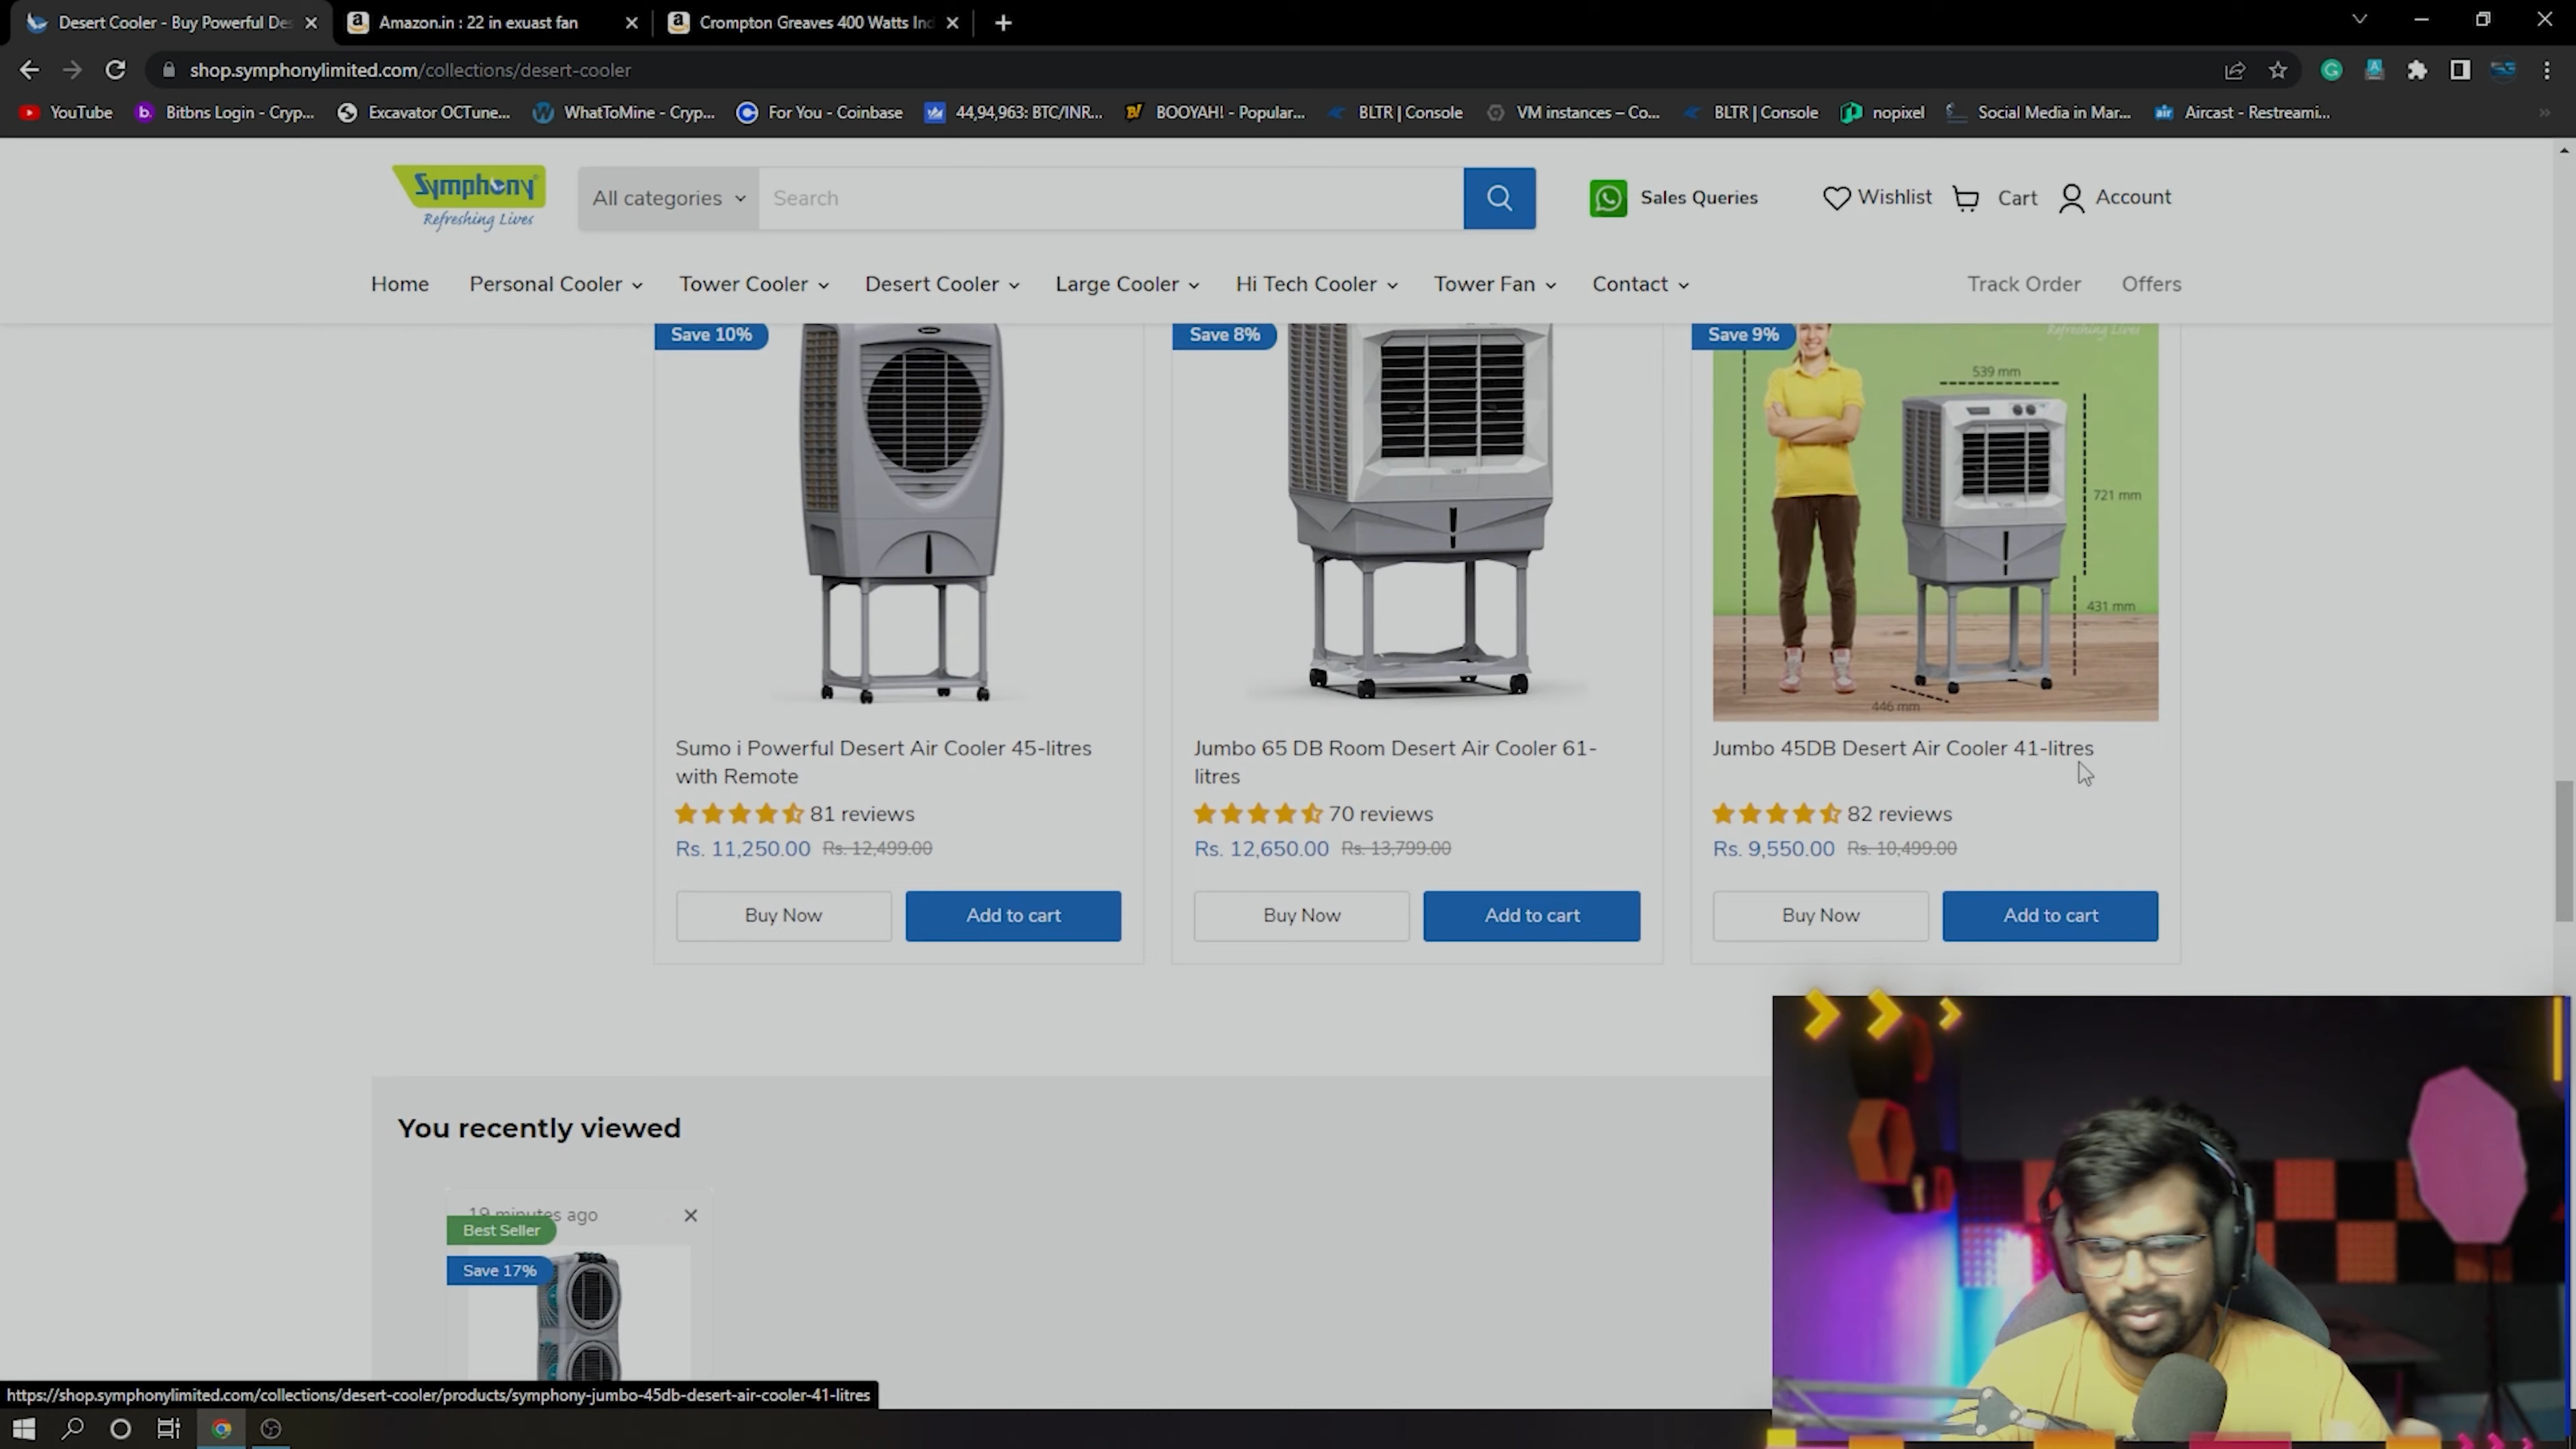 Desert Cooler - Buy Powerful De
Amazon.in : 22 in exuast fan
Crompton Greaves 400 Watts Ind
shop.symphonylimited.com/collections/desert-cooler
YouTube
Bitbns Login - Cryp...
Excavator OCTune...
WhatToMine - Cryp...
For You - Coinbase
44,94,963: BTC/INR...
BOOYAH! - Popular...
BLTR | Console
VM instances – Co...
BLTR | Console
nopixel
Social Media in Mar...
Aircast - Restreami...
Symphony
Refreshing Lives
All categories
Search
Sales Queries
Wishlist
Cart
Account
Home
Personal Cooler
Tower Cooler
Desert Cooler
Large Cooler
Hi Tech Cooler
Tower Fan
Contact
Track Order
Offers
Save 10%
Save 8%
Save 9%
Refreshing Lives
539 mm
721 mm
431 mm
446 mm
Sumo i Powerful Desert Air Cooler 45-litres
with Remote
81 reviews
Rs. 11,250.00 Rs. 12,499.00
Buy Now
Add to cart
Jumbo 65 DB Room Desert Air Cooler 61-
litres
70 reviews
Rs. 12,650.00 Rs. 13,799.00
Buy Now
Add to cart
Jumbo 45DB Desert Air Cooler 41-litres
82 reviews
Rs. 9,550.00 Rs. 10,499.00
Buy Now
Add to cart
You recently viewed
19 minutes ago
Best Seller
Save 17%
https://shop.symphonylimited.com/collections/desert-cooler/products/symphony-jumbo-45db-desert-air-cooler-41-litres